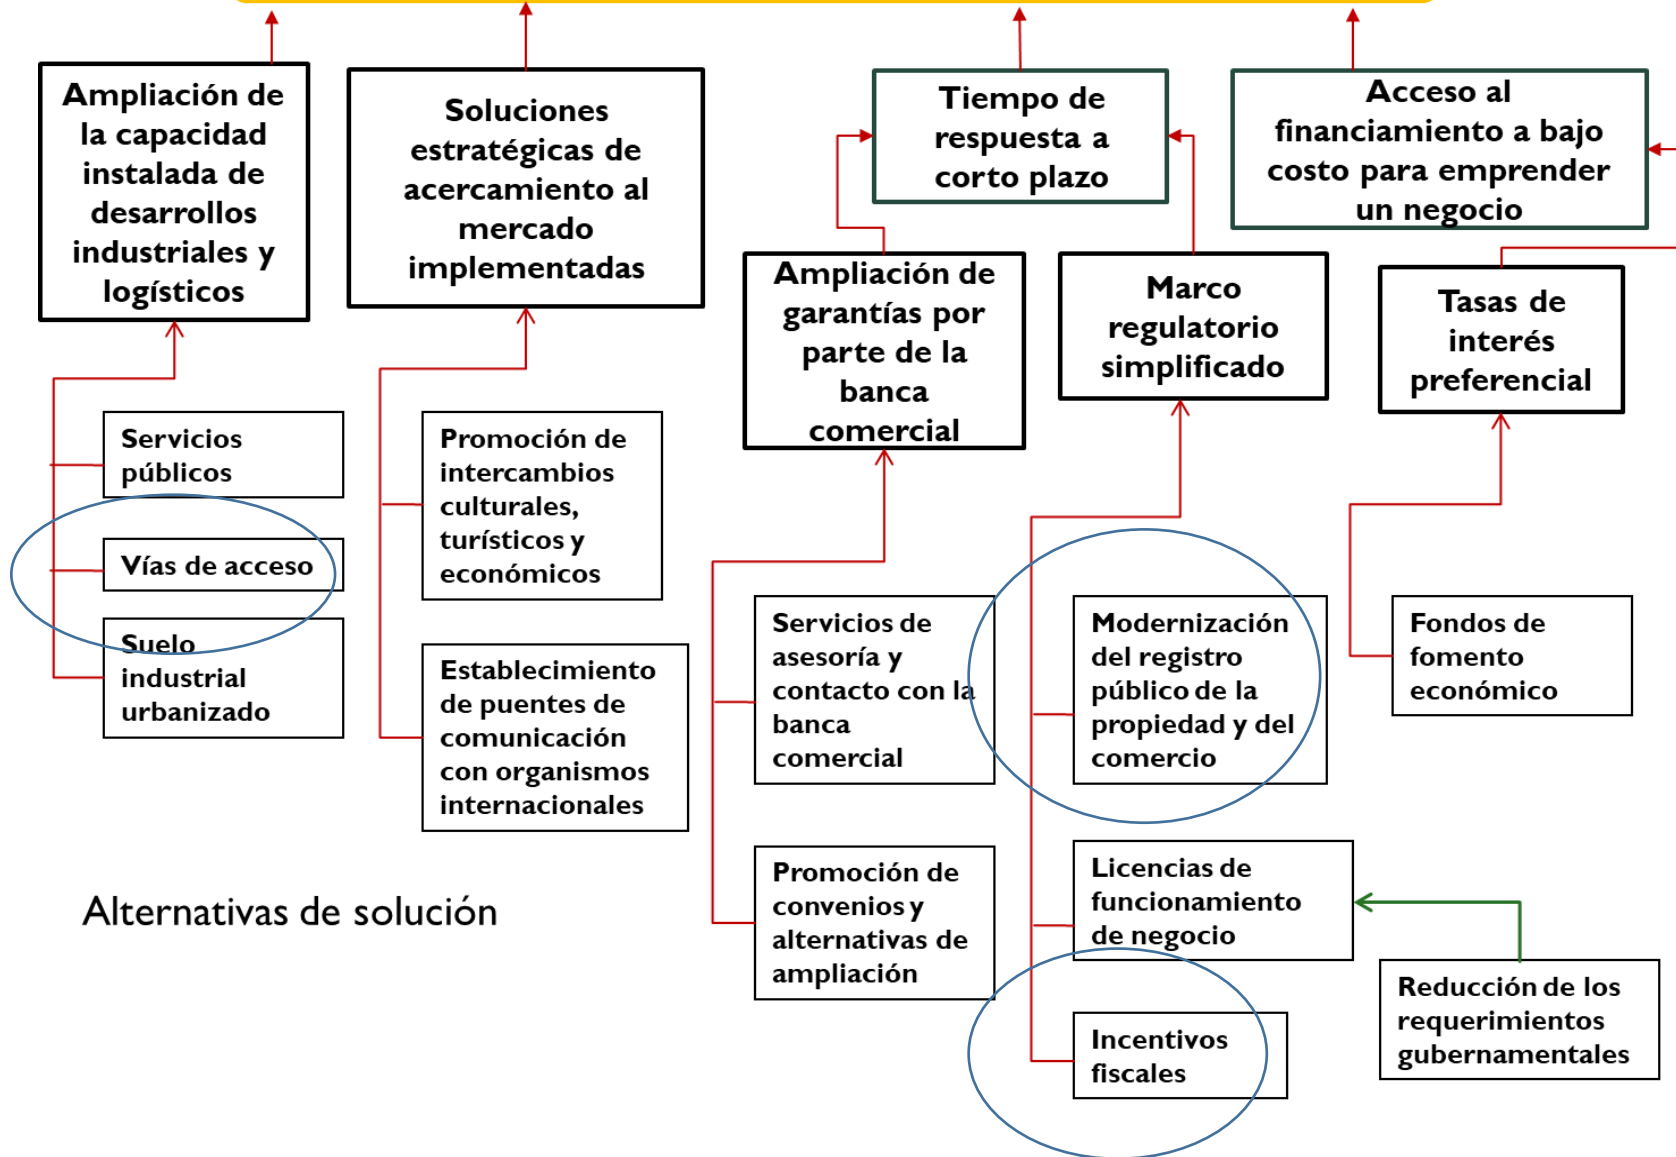 Ampliación de
la capacidad
instalada de
desarrollos
industriales y
logísticos
Soluciones
estratégicas de
acercamiento al
mercado
implementadas
Tiempo de
respuesta a
corto plazo
Acceso al
financiamiento a bajo
costo para emprender
un negocio
Ampliación de
garantías por
parte de la
banca
comercial
Marco
regulatorio
simplificado
Tasas de
interés
preferencial
Servicios
públicos
Vías de acceso
Suelo
industrial
urbanizado
Promoción de
intercambios
culturales,
turísticos y
económicos
Establecimiento
de puentes de
comunicación
con organismos
internacionales
Servicios de
asesoría y
contacto con la
banca
comercial
Promoción de
convenios y
alternativas de
ampliación
Modernización
del registro
público de la
propiedad y del
comercio
Licencias de
funcionamiento
de negocio
Incentivos
fiscales
Fondos de
fomento
económico
Reducción de los
requerimientos
gubernamentales
Alternativas de solución